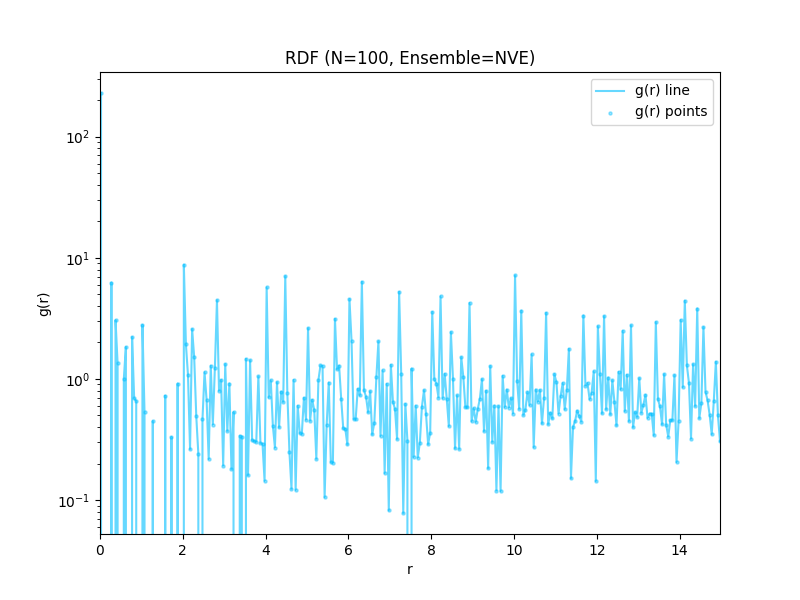 RDF (N=100, Ensemble=NVE)
g(r) line
g(r) points
10²
10¹
10⁰
10⁻¹
g(r)
0 2 4 6 8 10 12 14
r